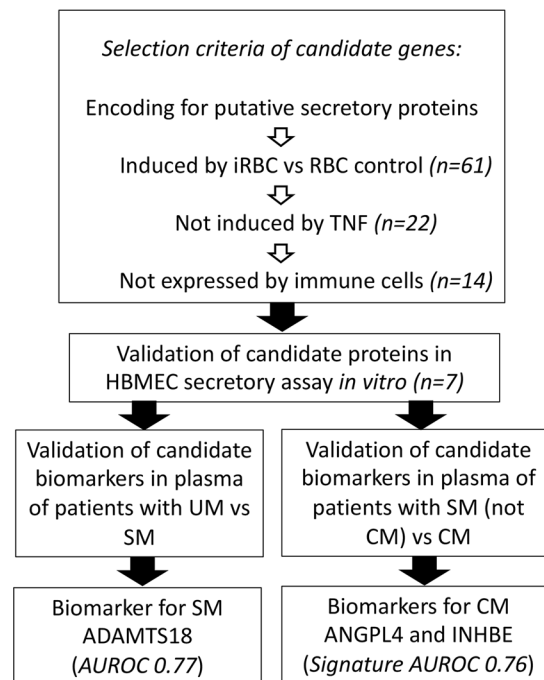 Selection criteria of candidate genes:
Encoding for putative secretory proteins
Induced by iRBC vs RBC control (n=61)
Not induced by TNF (n=22)
Not expressed by immune cells (n=14)
Validation of candidate proteins in
HBMEC secretory assay in vitro (n=7)
Validation of candidate
biomarkers in plasma
of patients with UM vs
SM
Validation of candidate
biomarkers in plasma of
patients with SM (not
CM) vs CM
Biomarker for SM
ADAMTS18
(AUROC 0.77)
Biomarkers for CM
ANGPL4 and INHBE
(Signature AUROC 0.76)